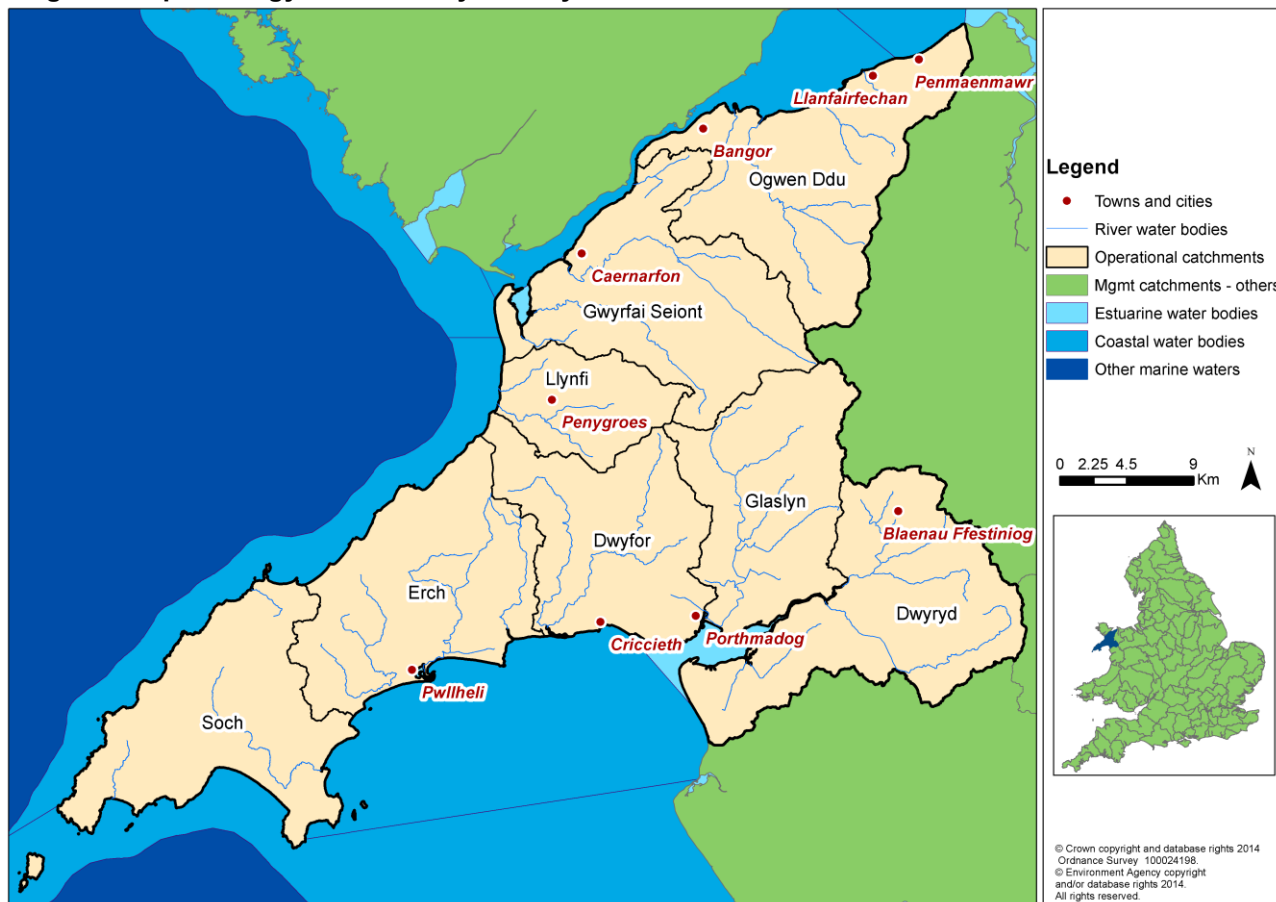 Penmaenmawr
Llanfairfechan
Bangor
Ogwen Ddu
Caernarfon
Gwyrfai Seiont
Llynfi
Penygroes
Glaslyn
Blaenau Ffestiniog
Dwyfor
Erch
Dwyryd
Criccieth
Porthmadog
Pwllheli
Soch
Legend
Towns and cities
River water bodies
Operational catchments
Mgmt catchments - others
Estuarine water bodies
Coastal water bodies
Other marine waters
0 2.25 4.5 9
Km
N
© Crown copyright and database rights 2014
Ordnance Survey 100024198.
© Environment Agency copyright
and/or database rights 2014.
All rights reserved.